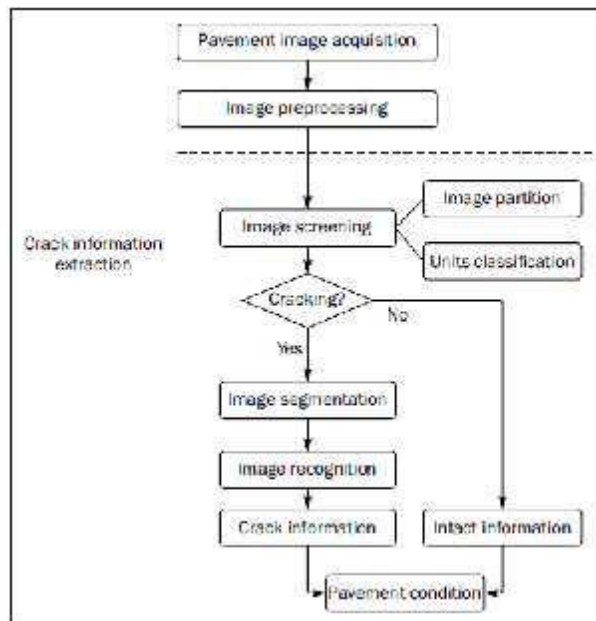 Pavement image acquisition
Image preprocessing
Image partition
Image screening
Crack information
extraction
Units classification
Cracking?
No
Yes
Image segmentation
Image recognition
Crack information
Intact information
Pavement condition